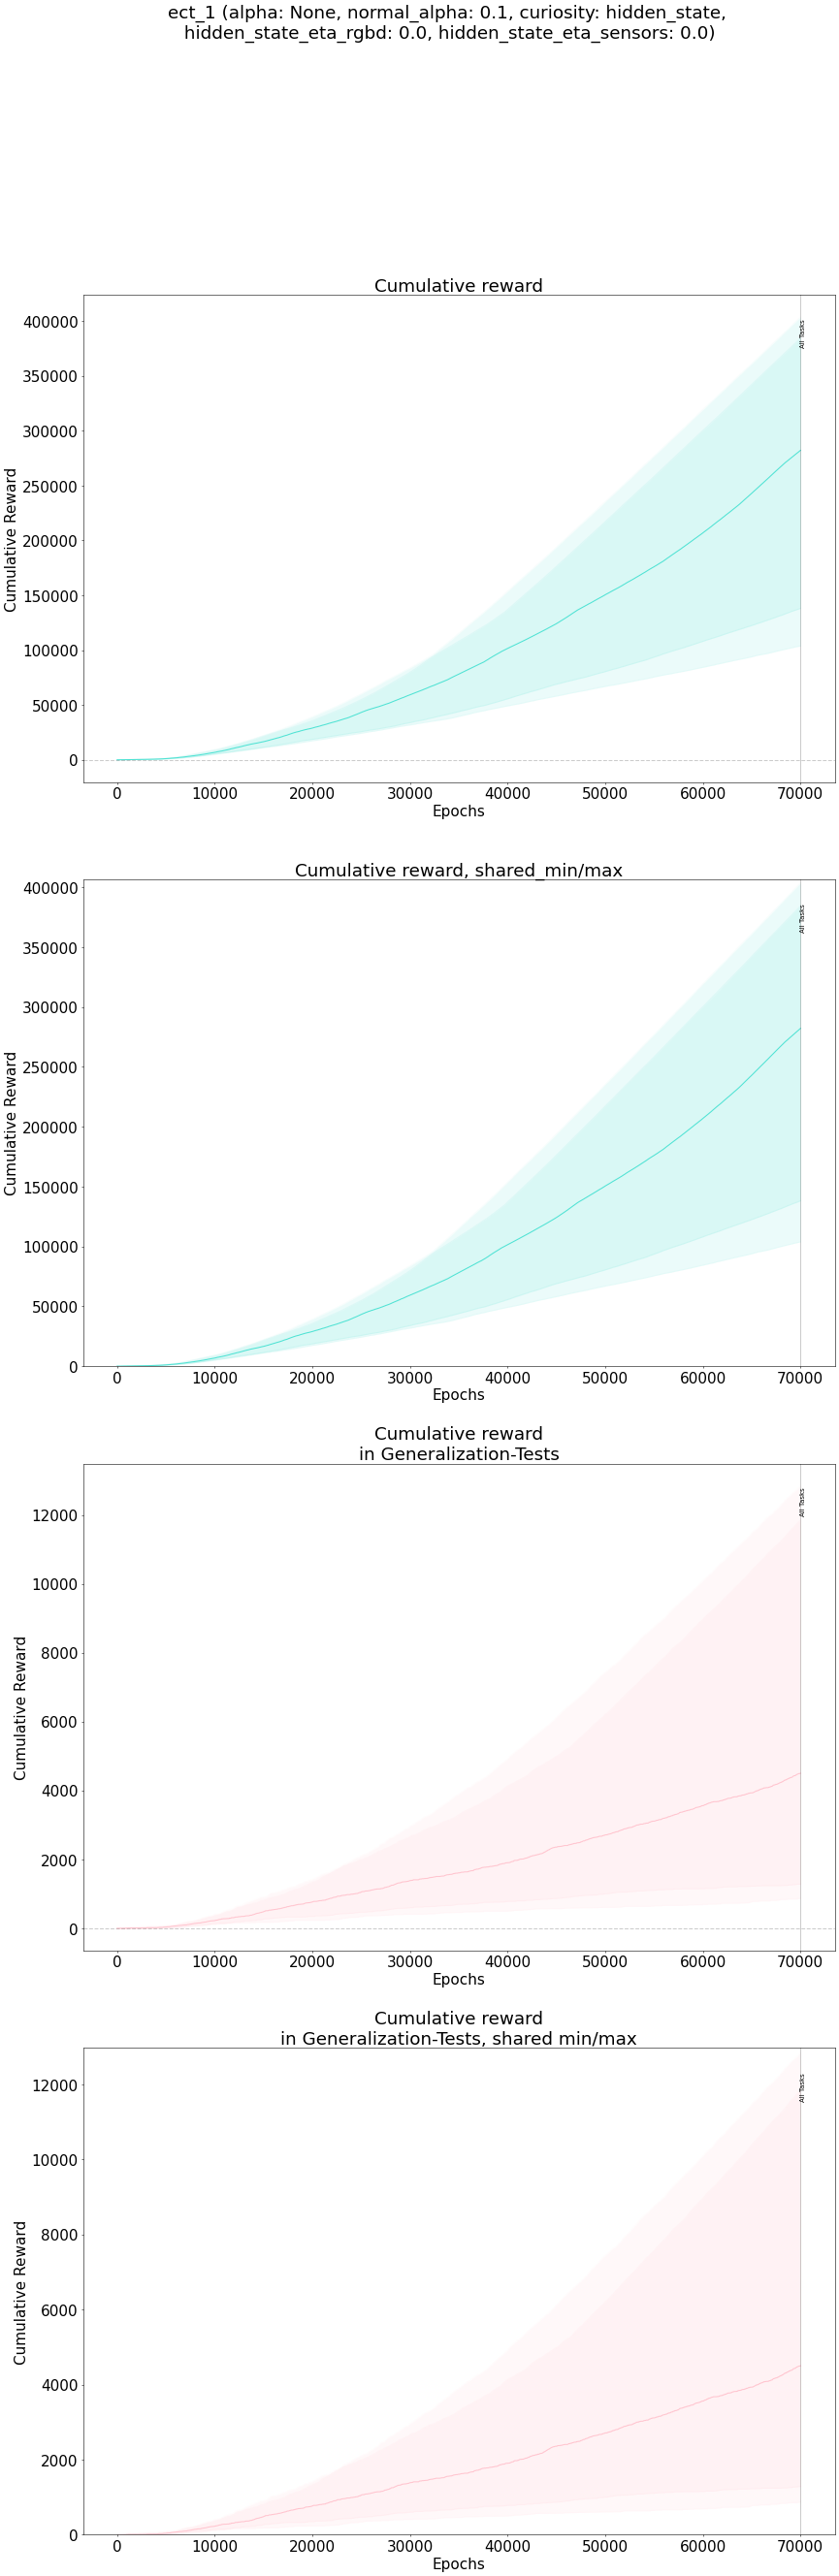 ect_1 (alpha: None, normal_alpha: 0.1, curiosity: hidden_state,
hidden_state_eta_rgbd: 0.0, hidden_state_eta_sensors: 0.0)
Cumulative reward
400000
350000
300000
250000
200000
150000
100000
50000
0
Cumulative Reward
All Tasks
0 10000 20000 30000 40000 50000 60000 70000
Epochs
Cumulative reward, shared_min/max
400000
350000
300000
250000
200000
150000
100000
50000
0
Cumulative Reward
All Tasks
0 10000 20000 30000 40000 50000 60000 70000
Epochs
Cumulative reward
in Generalization-Tests
12000
10000
8000
6000
4000
2000
0
Cumulative Reward
All Tasks
0 10000 20000 30000 40000 50000 60000 70000
Epochs
Cumulative reward
in Generalization-Tests, shared min/max
12000
10000
8000
6000
4000
2000
0
Cumulative Reward
All Tasks
0 10000 20000 30000 40000 50000 60000 70000
Epochs